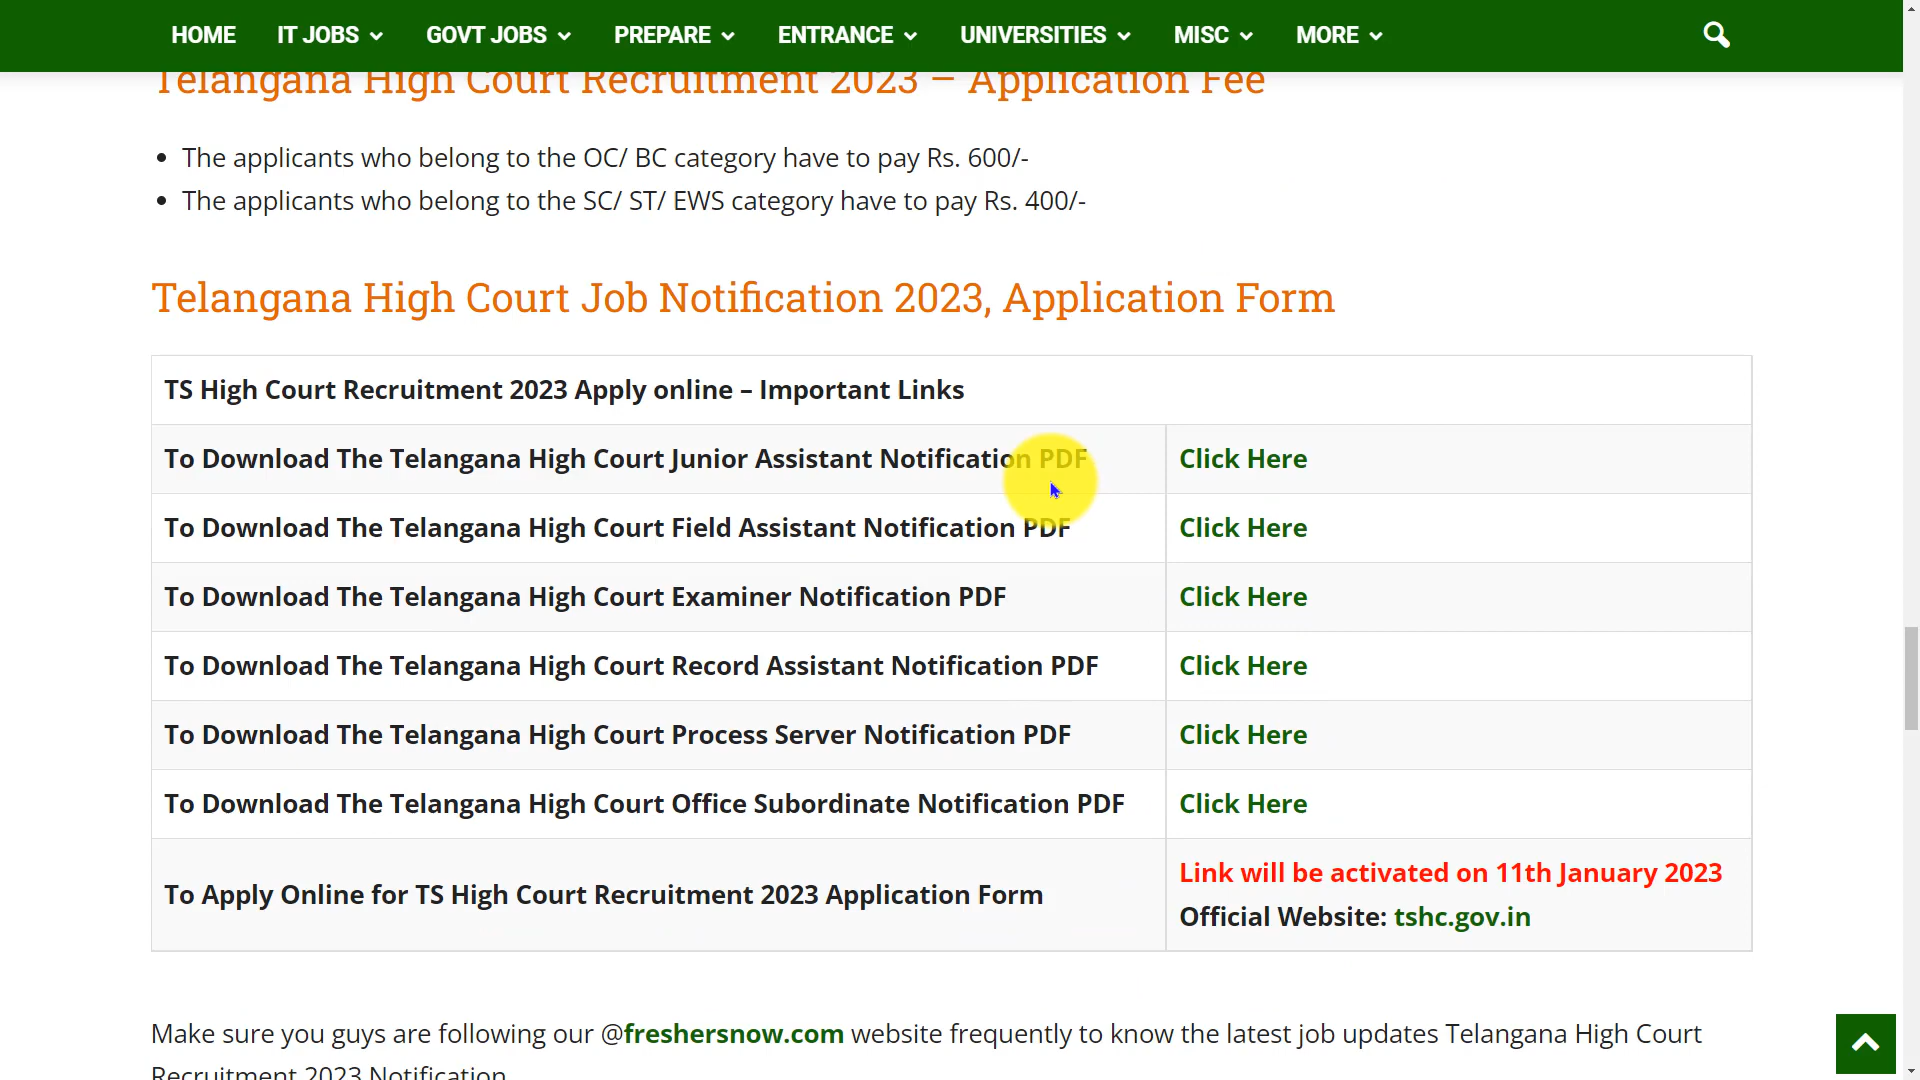 HOME IT JOBS GOVT JOBS PREPARE ENTRANCE UNIVERSITIES MISC MORE
Telangana High Court Recruitment 2023 – Application Fee
• The applicants who belong to the OC/ BC category have to pay Rs. 600/-
• The applicants who belong to the SC/ ST/ EWS category have to pay Rs. 400/-
Telangana High Court Job Notification 2023, Application Form
TS High Court Recruitment 2023 Apply online – Important Links
To Download The Telangana High Court Junior Assistant Notification PDF Click Here
To Download The Telangana High Court Field Assistant Notification PDF Click Here
To Download The Telangana High Court Examiner Notification PDF Click Here
To Download The Telangana High Court Record Assistant Notification PDF Click Here
To Download The Telangana High Court Process Server Notification PDF Click Here
To Download The Telangana High Court Office Subordinate Notification PDF Click Here
To Apply Online for TS High Court Recruitment 2023 Application Form
Link will be activated on 11th January 2023
Official Website: tshc.gov.in
Make sure you guys are following our @freshersnow.com website frequently to know the latest job updates Telangana High Court
Recruitment 2023 Notification